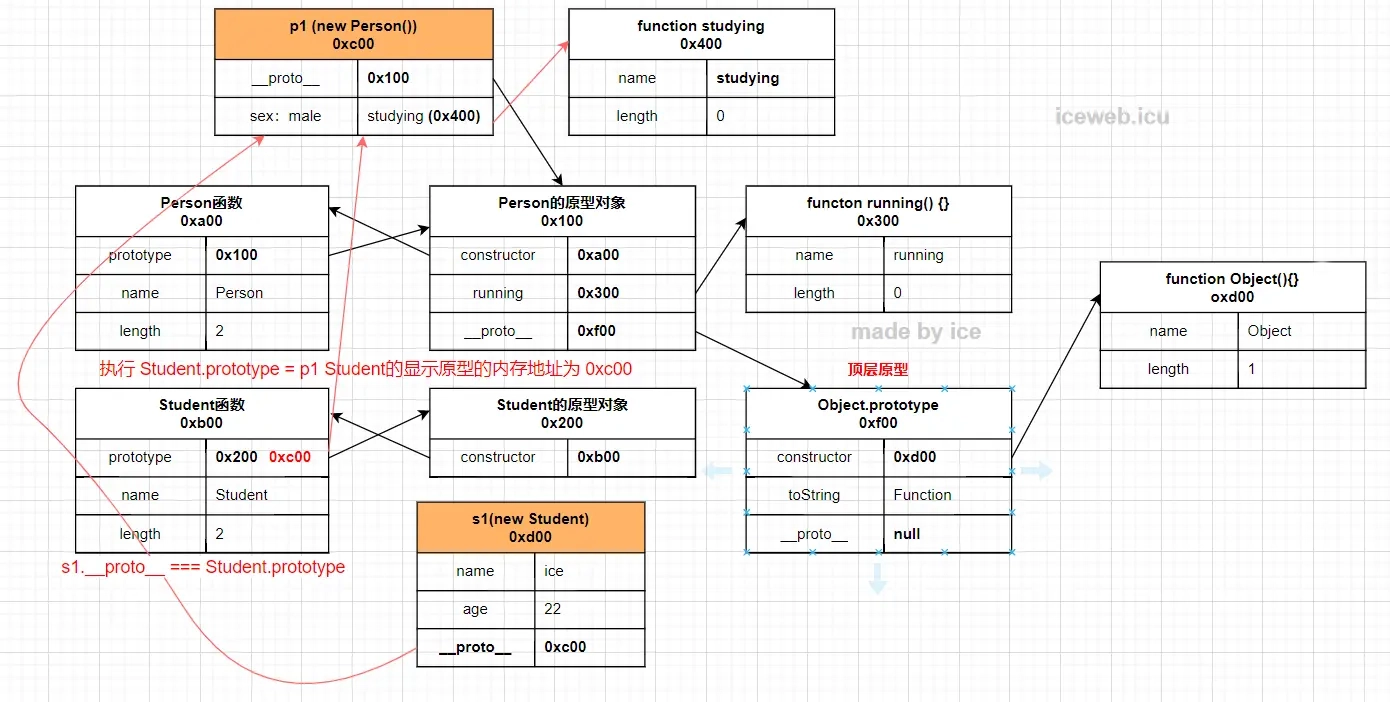 p1 (new Person())
0xc00
__proto__ 0x100
sex：male studying (0x400)
function studying
0x400
name studying
length 0
iceweb.icu
Person函数
0xa00
prototype 0x100
name Person
length 2
Person的原型对象
0x100
constructor 0xa00
running 0x300
__proto__ 0xf00
functon running() {}
0x300
name running
length 0
function Object(){}
oxd00
name Object
length 1
made by ice
执行 Student.prototype = p1 Student的显示原型的内存地址为 0xc00
顶层原型
Student函数
0xb00
prototype 0x200 0xc00
name Student
length 2
Student的原型对象
0x200
constructor 0xb00
Object.prototype
0xf00
constructor 0xd00
toString Function
__proto__ null
s1(new Student)
0xd00
name ice
age 22
__proto__ 0xc00
s1.__proto__ === Student.prototype